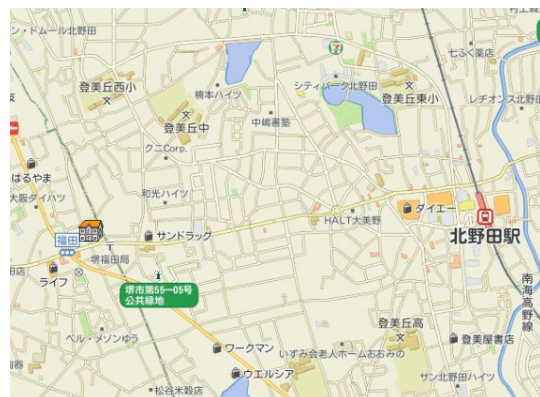 ン・ドムール北野田
登美丘西小
楠本ハイツ
シティパーク北野田
七ふく薬店
登美丘東小
レヂオンス北野田
登美丘中
中嶋書塾
クニCorp.
はるやま
大阪ダイハツ
和光ハイツ
HALT大美野
ダイエー
サンドラッグ
福田
堺福田局
北野田駅
ライフ
堺市第55-05号
公共緑地
南海高野線
ベル・メゾンゆう
登美丘高
登美屋書店
ワークマン
いずみ会老人ホームおおみの
ウエルシア
サン北野田ハイツ
松谷米穀店